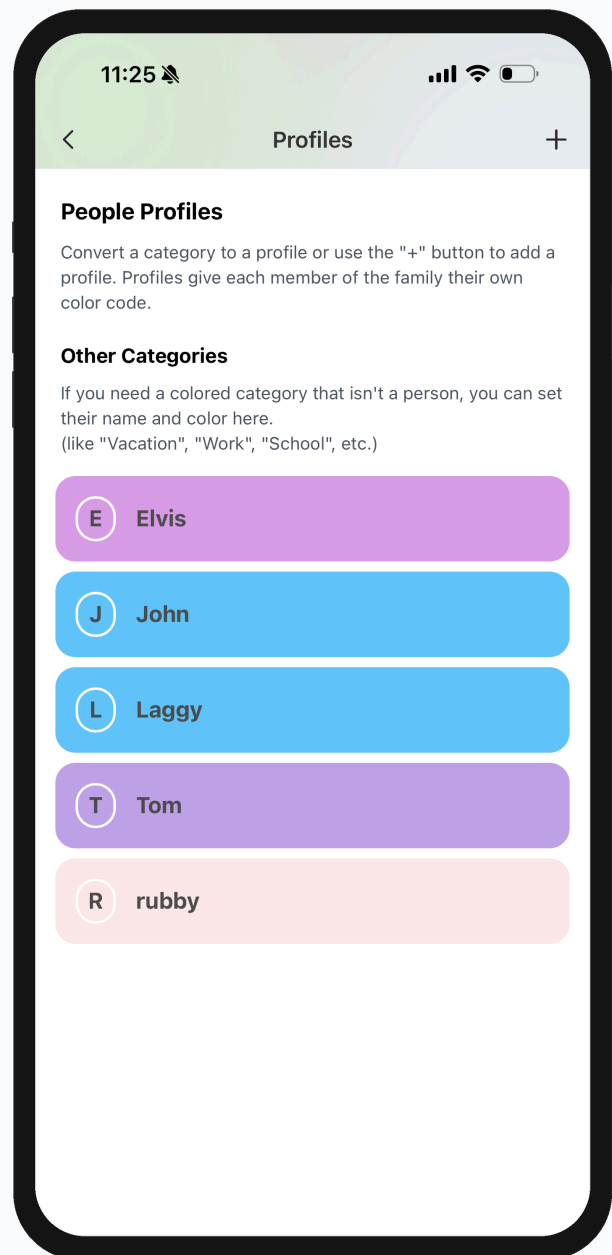 11:25
Profiles
People Profiles
Convert a category to a profile or use the "+" button to add a
profile. Profiles give each member of the family their own
color code.
Other Categories
If you need a colored category that isn't a person, you can set
their name and color here.
(like "Vacation", "Work", "School", etc.)
E Elvis
J John
L Laggy
T Tom
R rubby